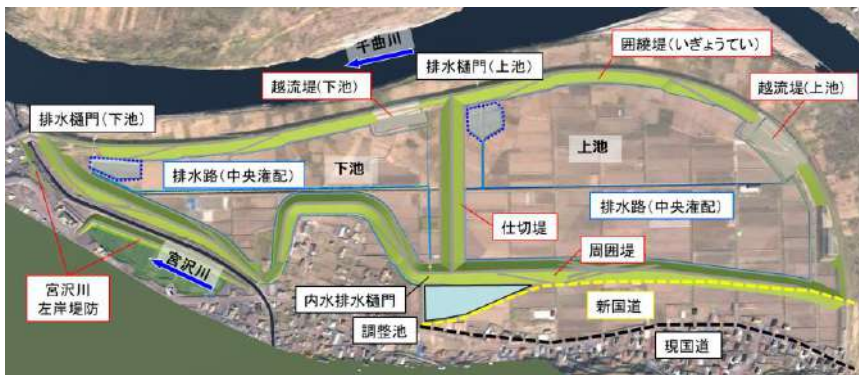 千曲川
囲繞堤(いぎょうてい)
排水樋門(上池)
越流堤(下池)
越流堤(上池)
排水樋門(下池)
上池
下池
排水路(中央潅配)
排水路(中央潅配)
仕切堤
周囲堤
宮沢川
宮沢川
左岸堤防
内水排水樋門
新国道
調整池
現国道